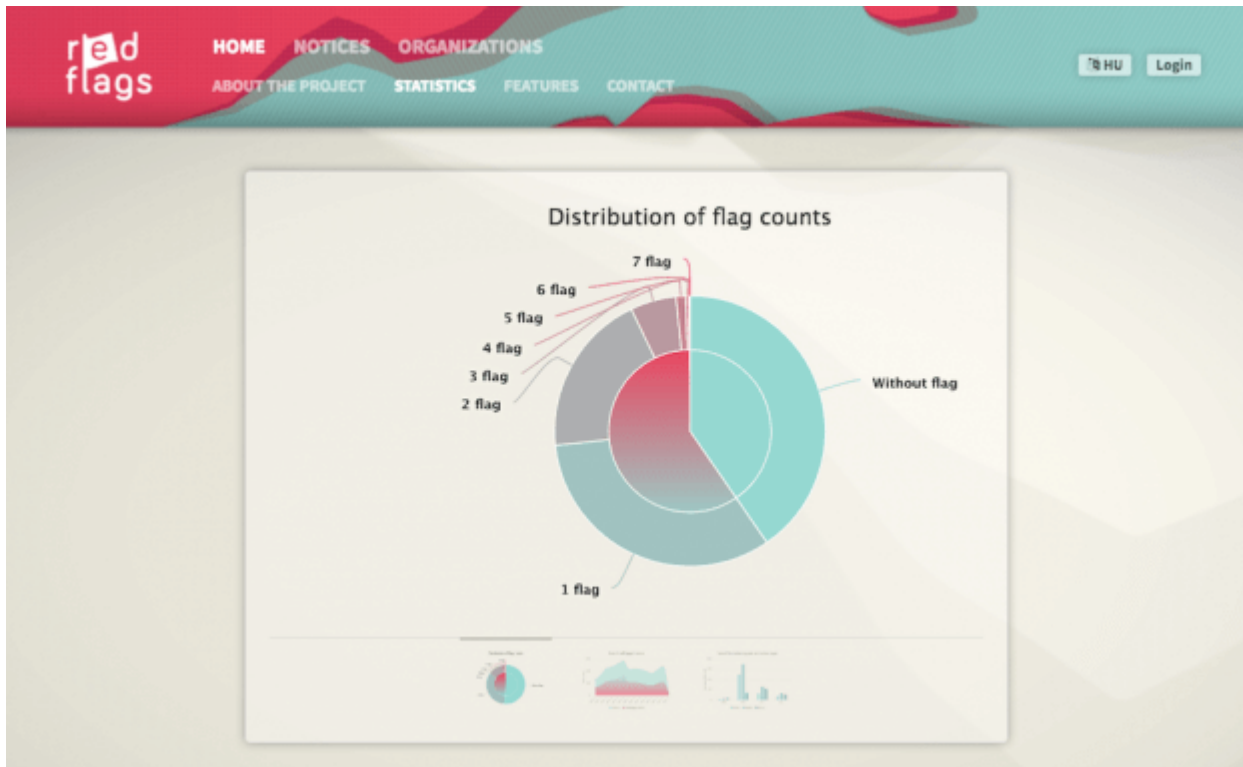 red
flags
HOME NOTICES ORGANIZATIONS
ABOUT THE PROJECT STATISTICS FEATURES CONTACT
HU Login
Distribution of flag counts
7 flag
6 flag
5 flag
4 flag
3 flag
2 flag
Without flag
1 flag